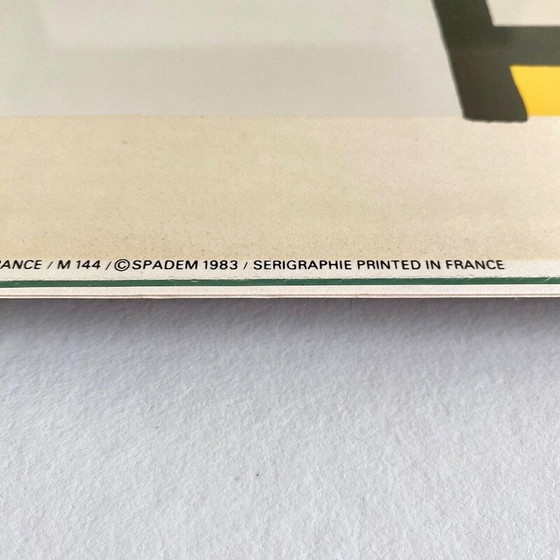 ANCE / M 144 / ©SPADEM 1983 / SERIGRAPHIE PRINTED IN FRANCE